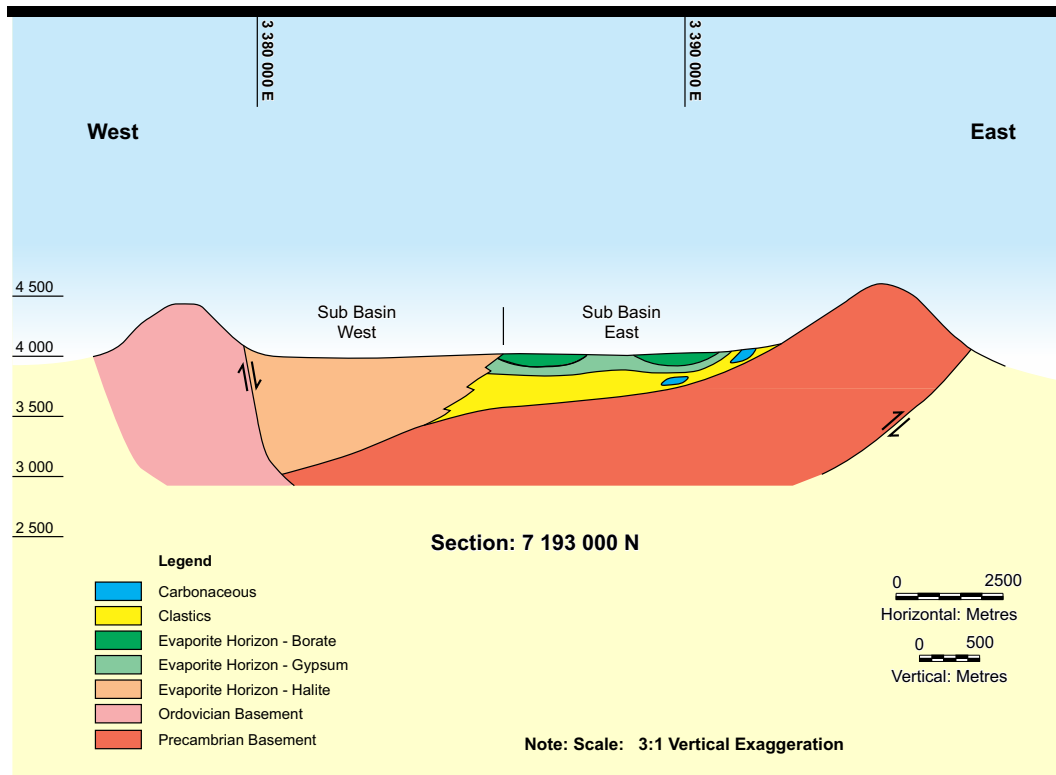 3 380 000 E
3 390 000 E
West
East
4 500
Sub Basin
West
Sub Basin
East
4 000
3 500
3 000
2 500
Section: 7 193 000 N
Legend
Carbonaceous
Clastics
Evaporite Horizon - Borate
Evaporite Horizon - Gypsum
Evaporite Horizon - Halite
Ordovician Basement
Precambrian Basement
0 2500
Horizontal: Metres
0 500
Vertical: Metres
Note: Scale: 3:1 Vertical Exaggeration